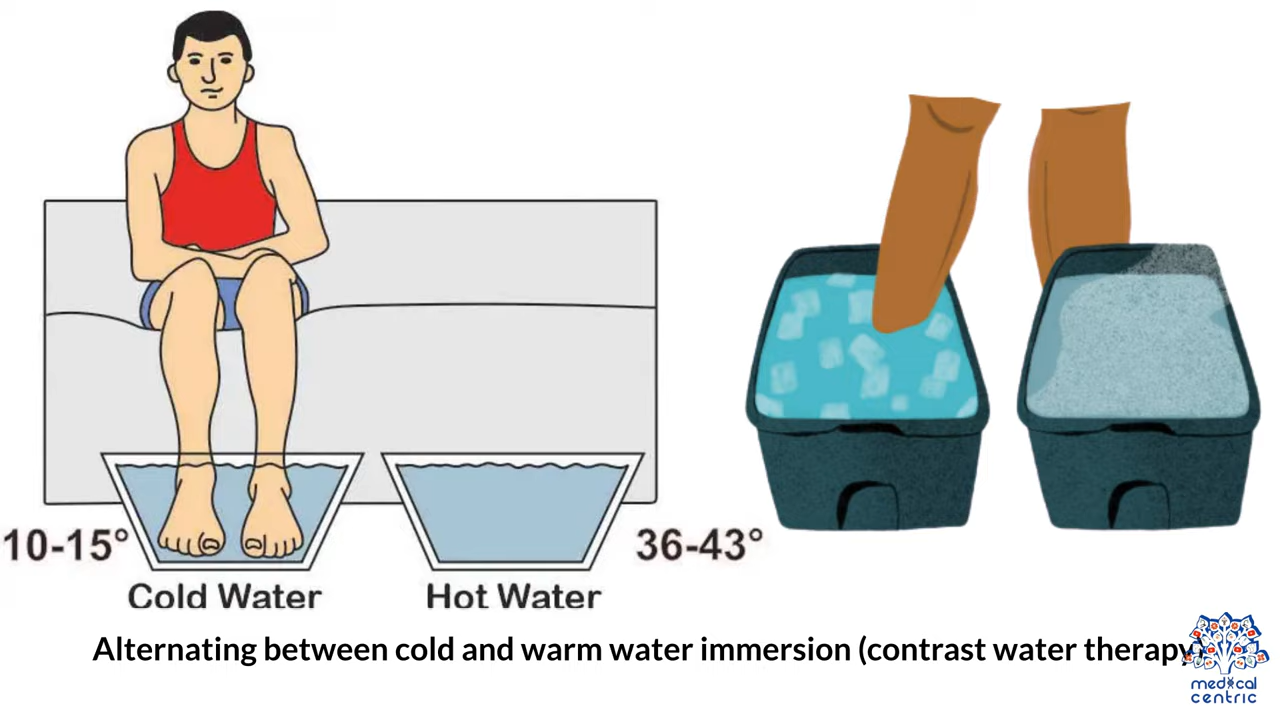 10-15°
36-43°
Cold Water
Hot Water
Alternating between cold and warm water immersion (contrast water therapy)
medical
centric